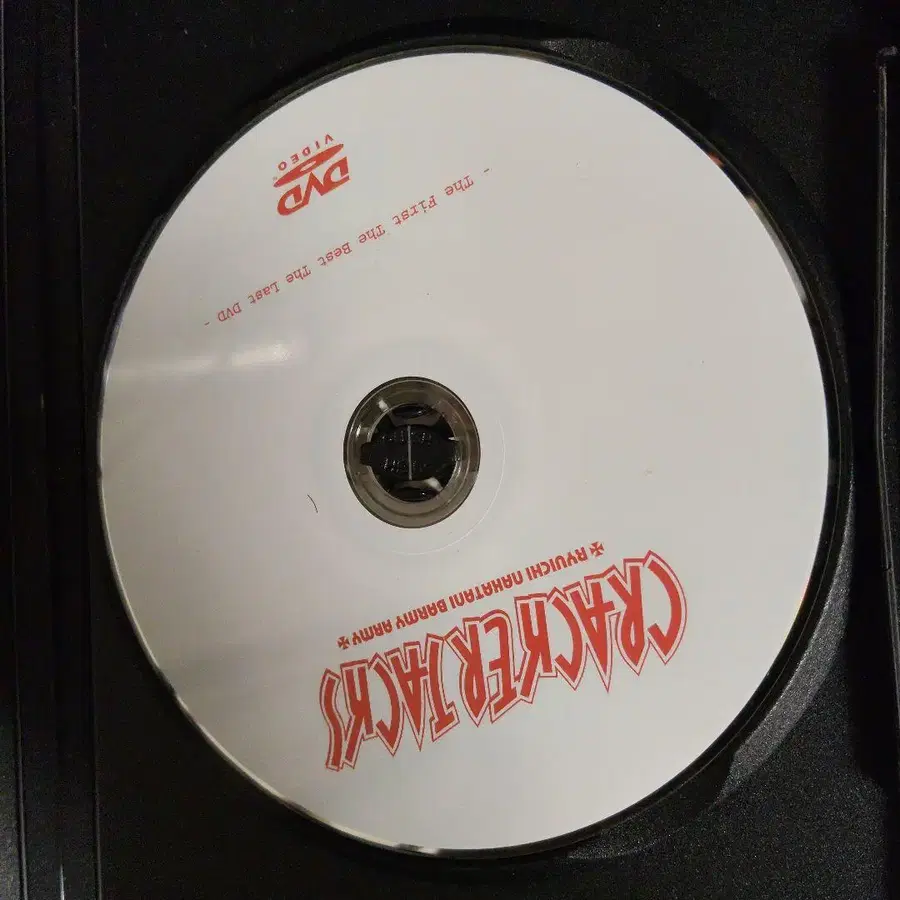 CRACKER JACKS
✠ RYUICHI NAKATANI BARMY ARMY ✠
- The First The Best The Last DVD -
DVD
VIDEO